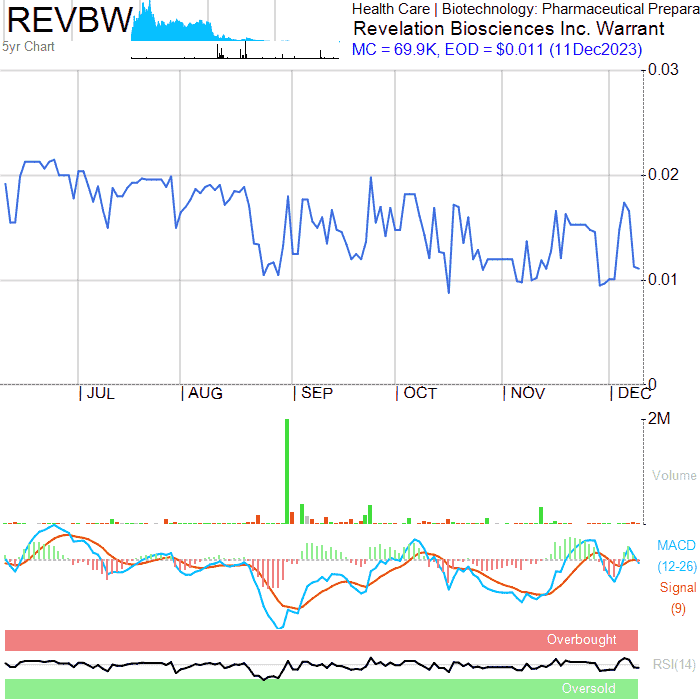 REVBW
5yr Chart
Health Care | Biotechnology: Pharmaceutical Prepara
Revelation Biosciences Inc. Warrant
MC = 69.9K, EOD = $0.011 (11Dec2023)
0.03
0.02
0.01
0
| JUL | AUG | SEP | OCT | NOV | DEC
2M
Volume
MACD
(12-26)
Signal
(9)
Overbought
RSI(14)
Oversold